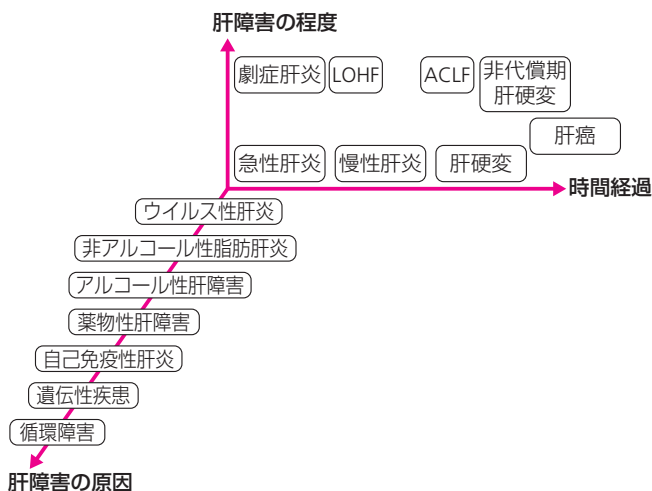 肝障害の程度
劇症肝炎 LOHF ACLF 非代償期
肝硬変
肝癌
急性肝炎 慢性肝炎 肝硬変
時間経過
ウイルス性肝炎
非アルコール性脂肪肝炎
アルコール性肝障害
薬物性肝障害
自己免疫性肝炎
遺伝性疾患
循環障害
肝障害の原因